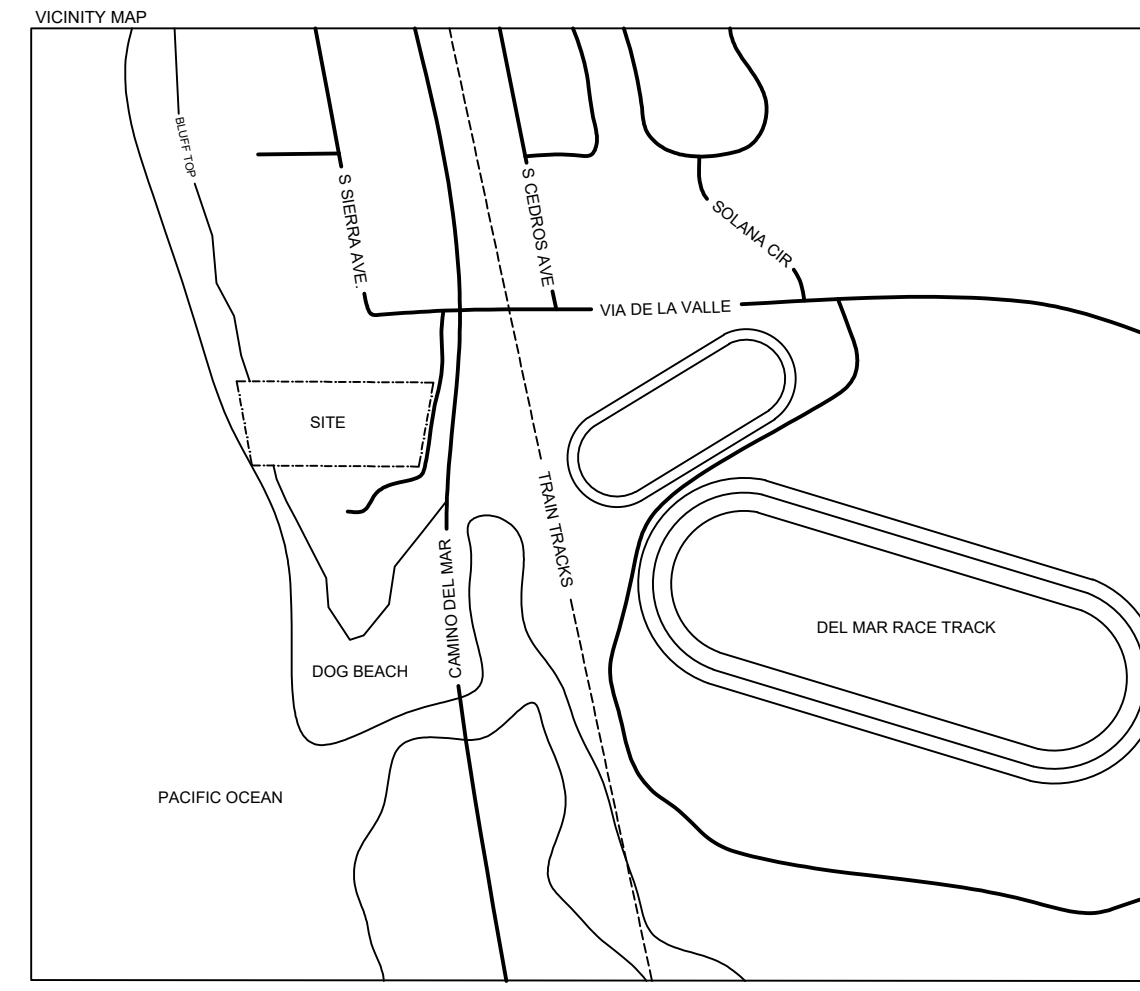 VICINITY MAP
BLUFF TOP
S SIERRA AVE.
S CEDROS AVE
SOLANA CIR
VIA DE LA VALLE
SITE
TRAIN TRACKS
CAMINO DEL MAR
DEL MAR RACE TRACK
DOG BEACH
PACIFIC OCEAN